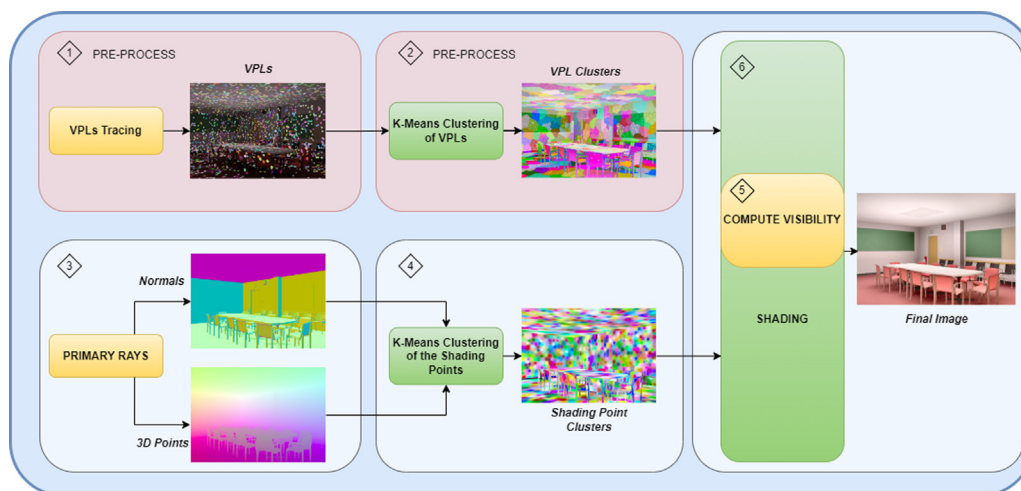 1
PRE-PROCESS
VPLs
VPLs Tracing
2
PRE-PROCESS
VPL Clusters
K-Means Clustering
of VPLs
3
Normals
PRIMARY RAYS
3D Points
4
K-Means Clustering
of the Shading
Points
Shading Point
Clusters
6
5
COMPUTE VISIBILITY
SHADING
Final Image